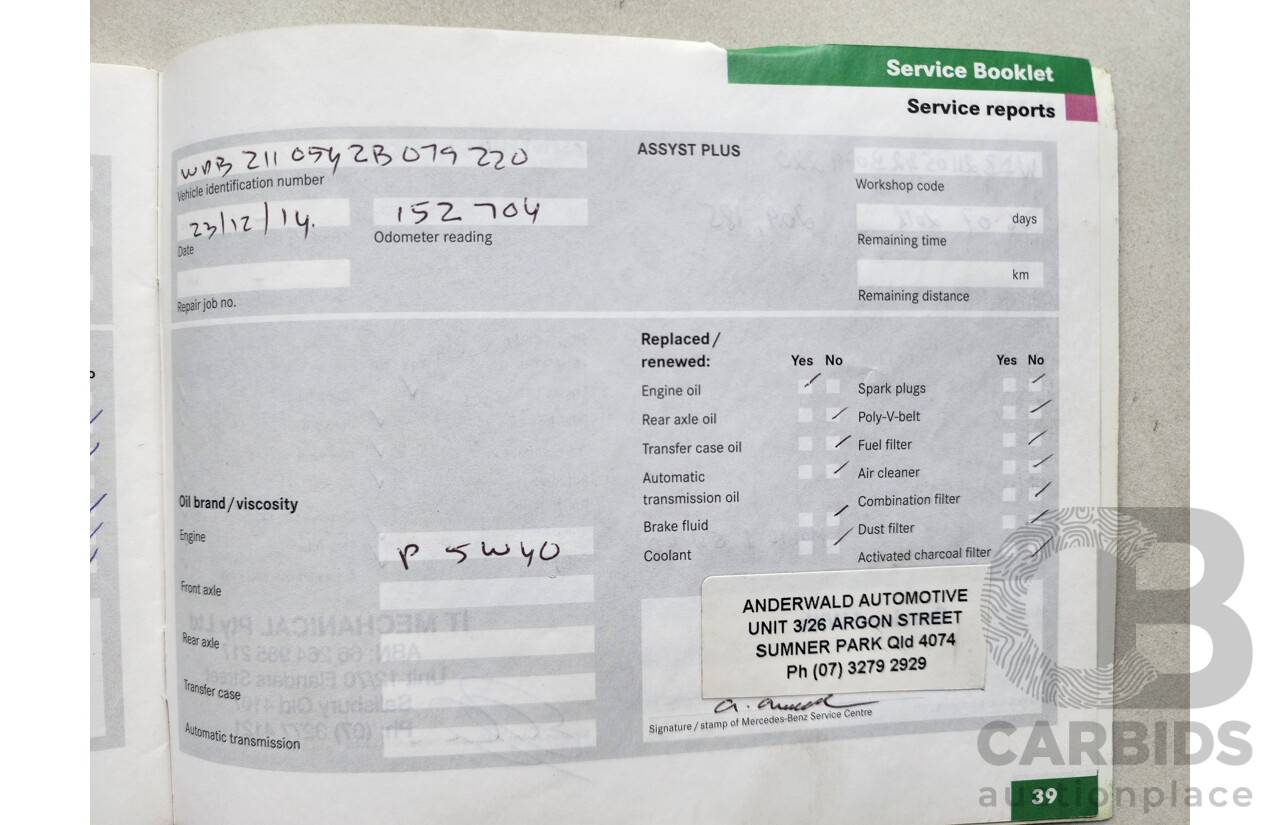 Service Booklet
Service reports
WDB 211 054 2B 079 220
Vehicle identification number
23/12/14.
Date
152 704
Odometer reading
Repair job no.
ASSYST PLUS
Workshop code
days
Remaining time
km
Remaining distance
Replaced /
renewed:
Yes No
Yes No
Engine oil
Rear axle oil
Transfer case oil
Automatic
transmission oil
Brake fluid
Coolant
Spark plugs
Poly-V-belt
Fuel filter
Air cleaner
Combination filter
Dust filter
Activated charcoal filter
Oil brand / viscosity
Engine
P 5W40
Front axle
Rear axle
Transfer case
Automatic transmission
ANDERWALD AUTOMOTIVE
UNIT 3/26 ARGON STREET
SUMNER PARK Qld 4074
Ph (07) 3279 2929
Signature / stamp of Mercedes-Benz Service Centre
39
CB
CARBIDS
auctionplace